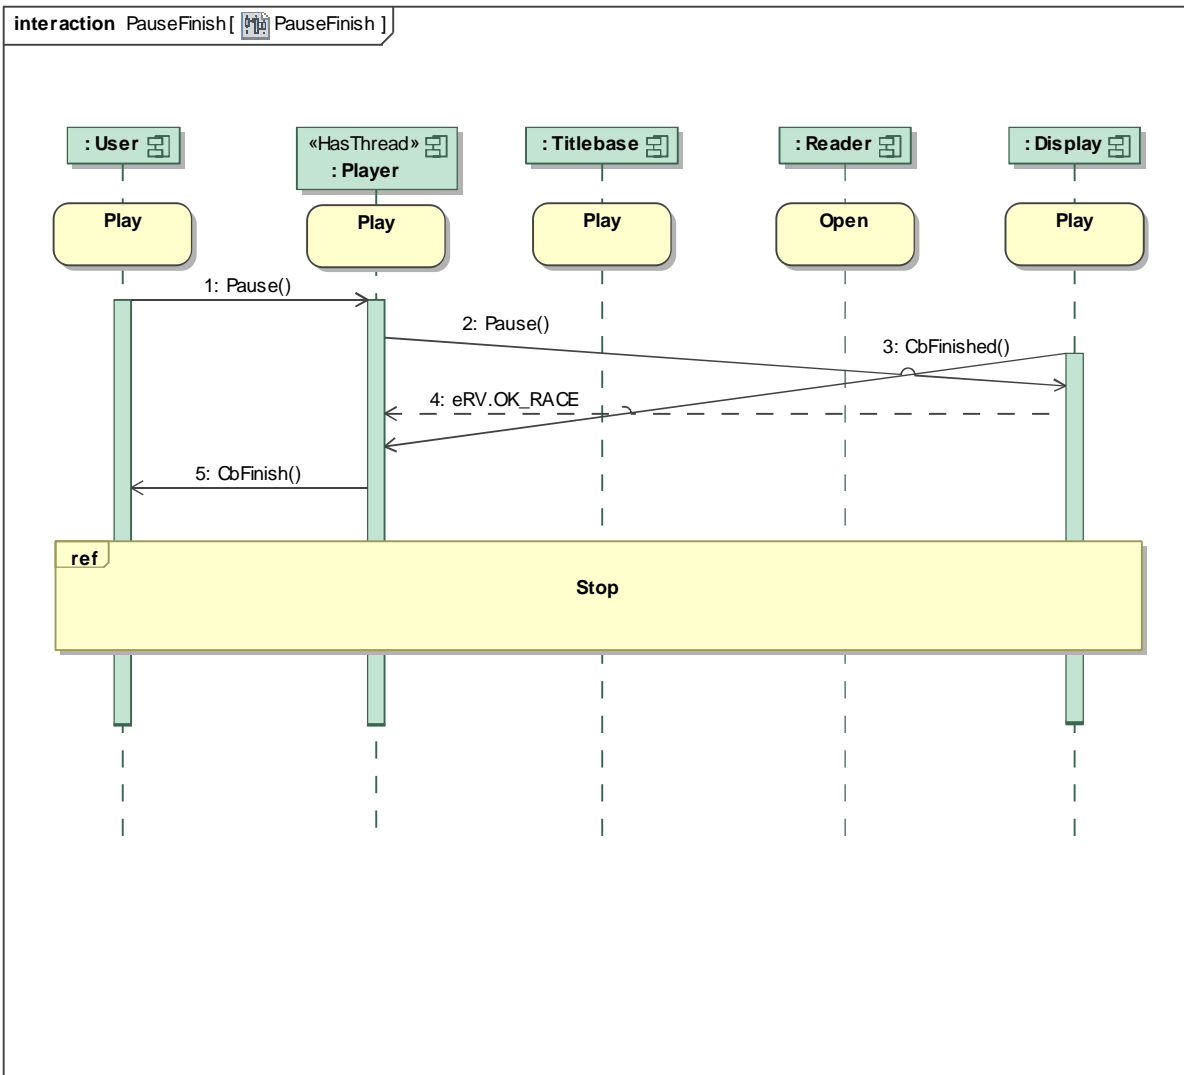 interaction PauseFinish[ PauseFinish ]
: User
«HasThread»
: Player
: Titlebase
: Reader
: Display
Play
Play
Play
Open
Play
1: Pause()
2: Pause()
3: CbFinished()
4: eRV.OK_RACE
5: CbFinish()
ref
Stop